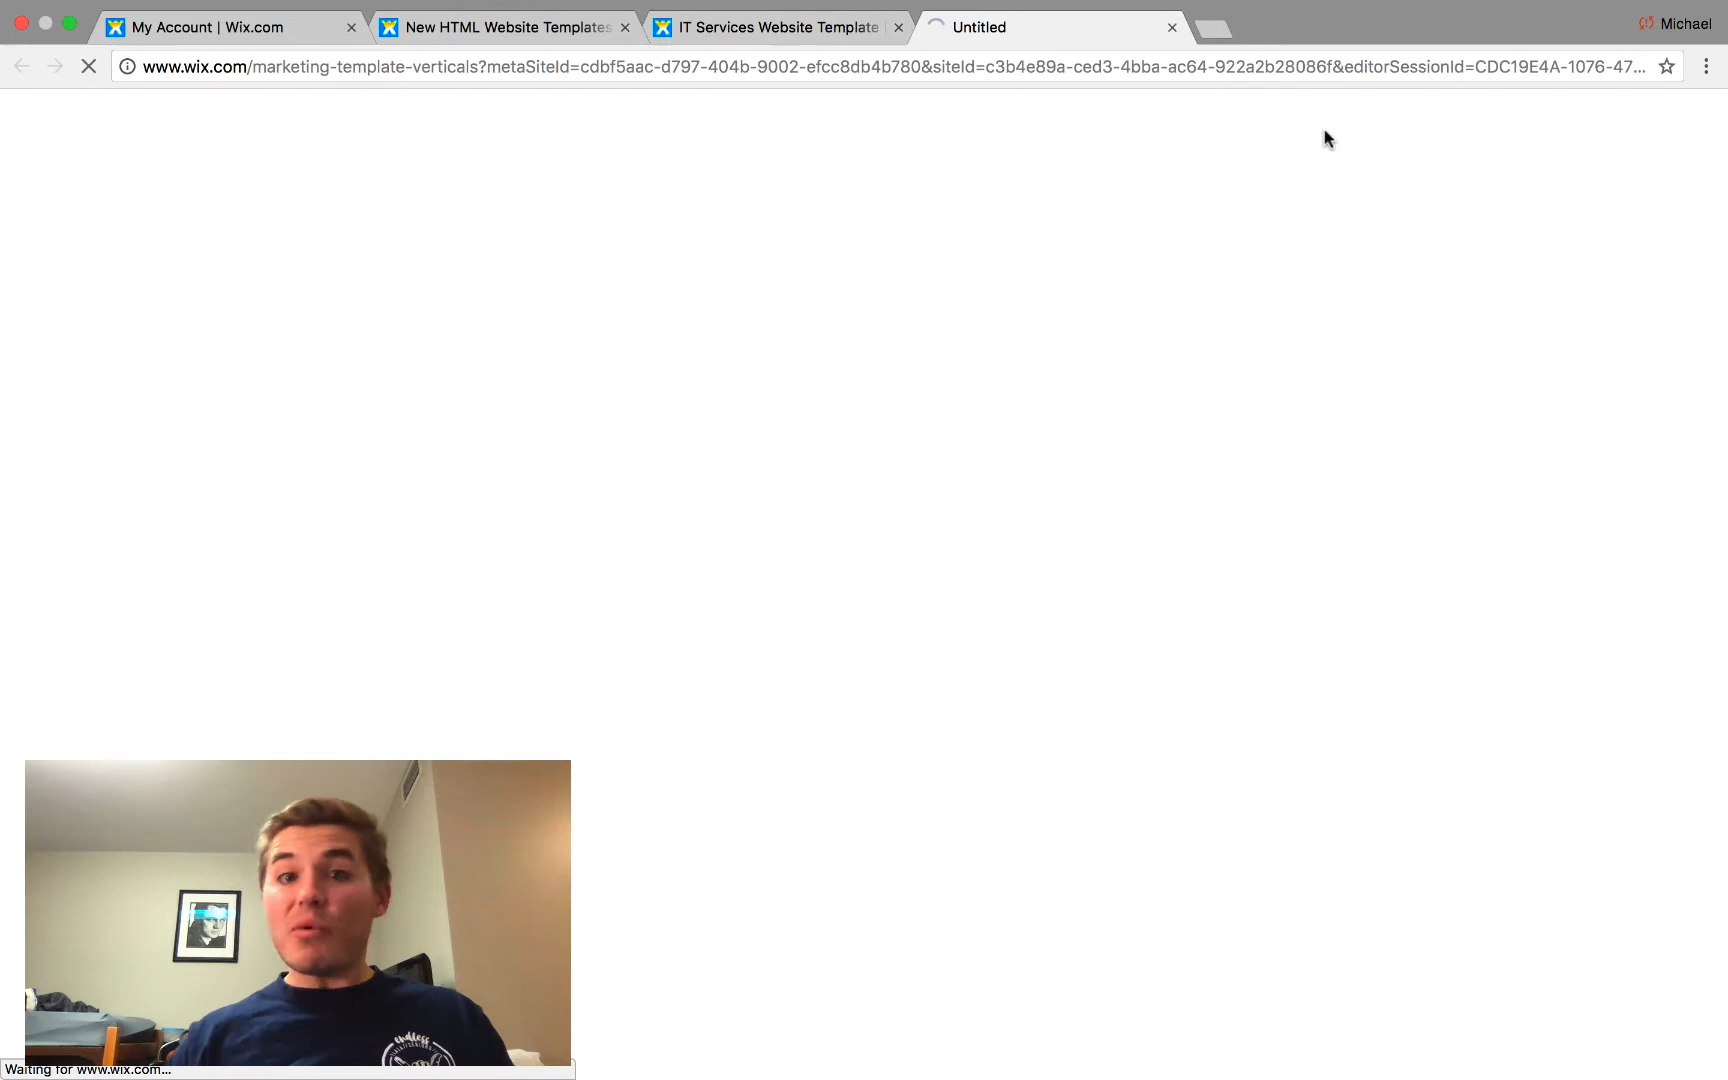 My Account | Wix.com
New HTML Website Templates
IT Services Website Template
Untitled
Michael
www.wix.com/marketing-template-verticals?metaSiteId=cdbf5aac-d797-404b-9002-efcc8db4b780&siteId=c3b4e89a-ced3-4bba-ac64-922a2b28086f&editorSessionId=CDC19E4A-1076-47...
endless
Waiting for www.wix.com...